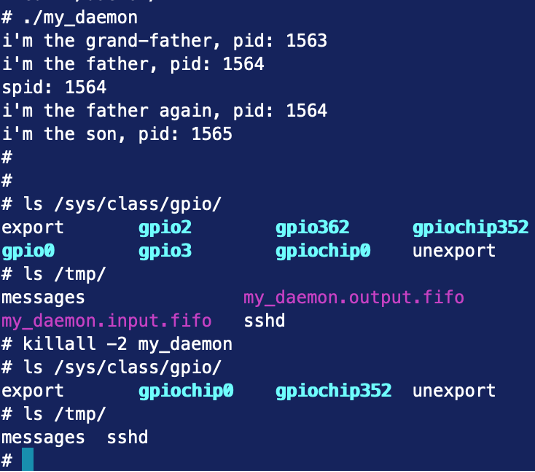 # ./my_daemon
i'm the grand-father, pid: 1563
i'm the father, pid: 1564
spid: 1564
i'm the father again, pid: 1564
i'm the son, pid: 1565
#
#
# ls /sys/class/gpio/
export gpio2 gpio362 gpiochip352
gpio0 gpio3 gpiochip0 unexport
# ls /tmp/
messages my_daemon.output.fifo
my_daemon.input.fifo sshd
# killall -2 my_daemon
# ls /sys/class/gpio/
export gpiochip0 gpiochip352 unexport
# ls /tmp/
messages sshd
#